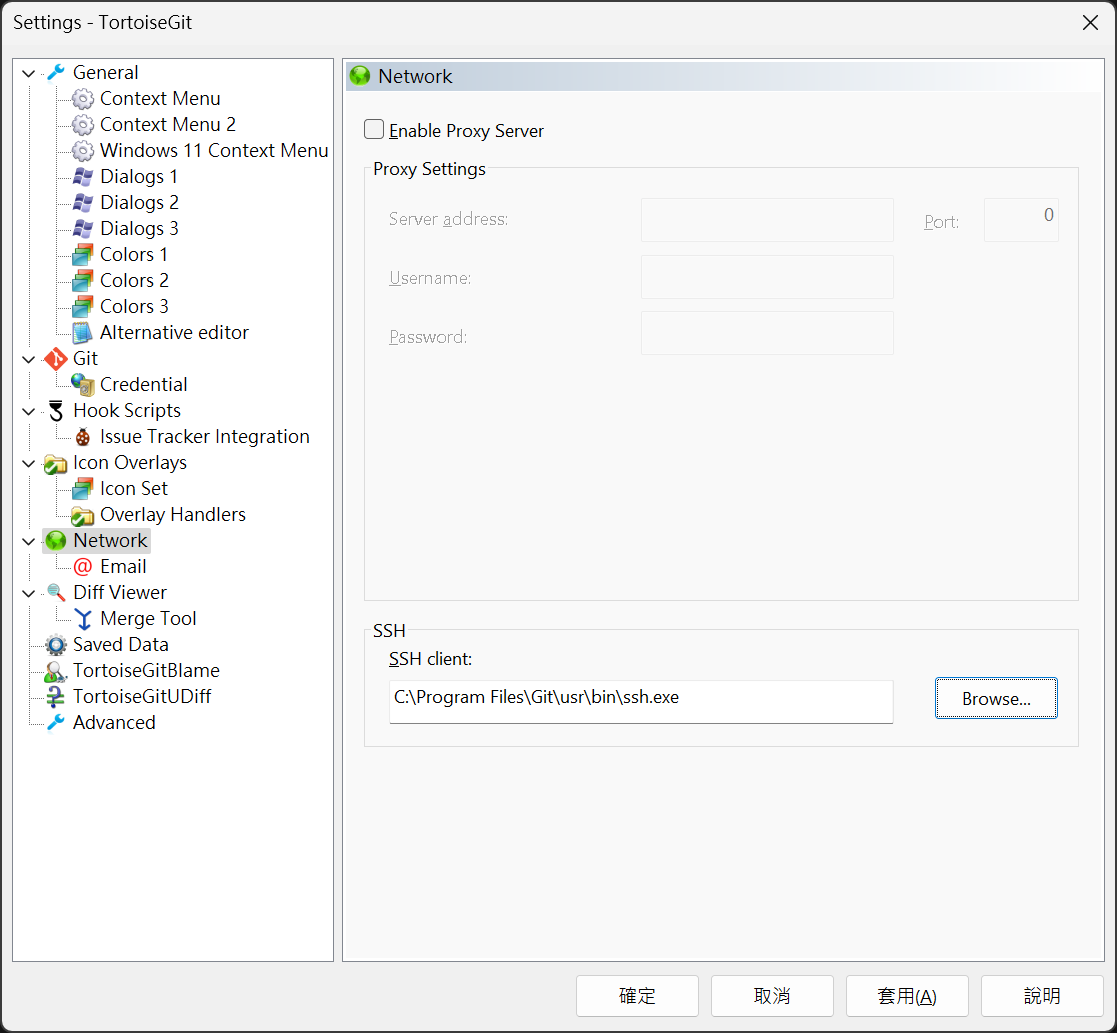 Settings - TortoiseGit
General
Context Menu
Context Menu 2
Windows 11 Context Menu
Dialogs 1
Dialogs 2
Dialogs 3
Colors 1
Colors 2
Colors 3
Alternative editor
Git
Credential
Hook Scripts
Issue Tracker Integration
Icon Overlays
Icon Set
Overlay Handlers
Network
Email
Diff Viewer
Merge Tool
Saved Data
TortoiseGitBlame
TortoiseGitUDiff
Advanced
Network
Enable Proxy Server
Proxy Settings
Server address: Port: 0
Username:
Password:
SSH
SSH client:
C:\Program Files\Git\usr\bin\ssh.exe Browse...
確定 取消 套用(A) 說明